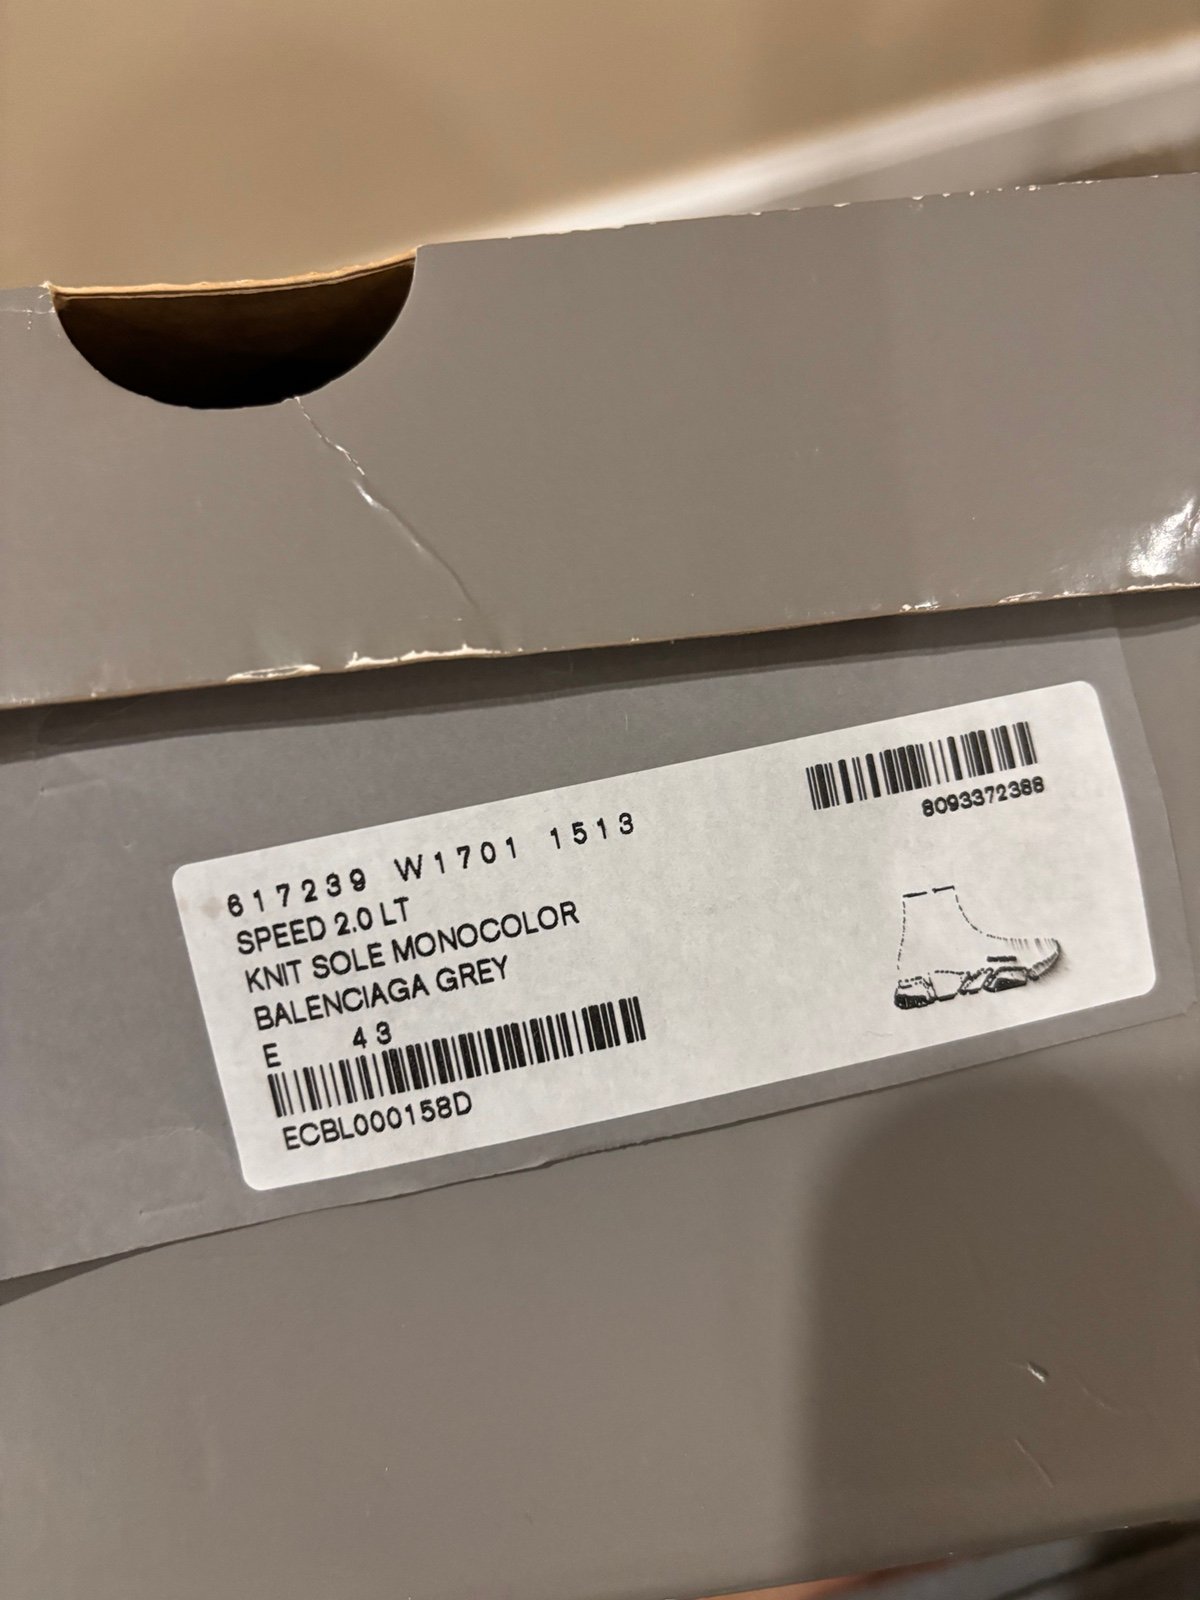 617239 W1701 1513
SPEED 2.0 LT
KNIT SOLE MONOCOLOR
BALENCIAGA GREY
E 43
ECBL000158D
8093372388